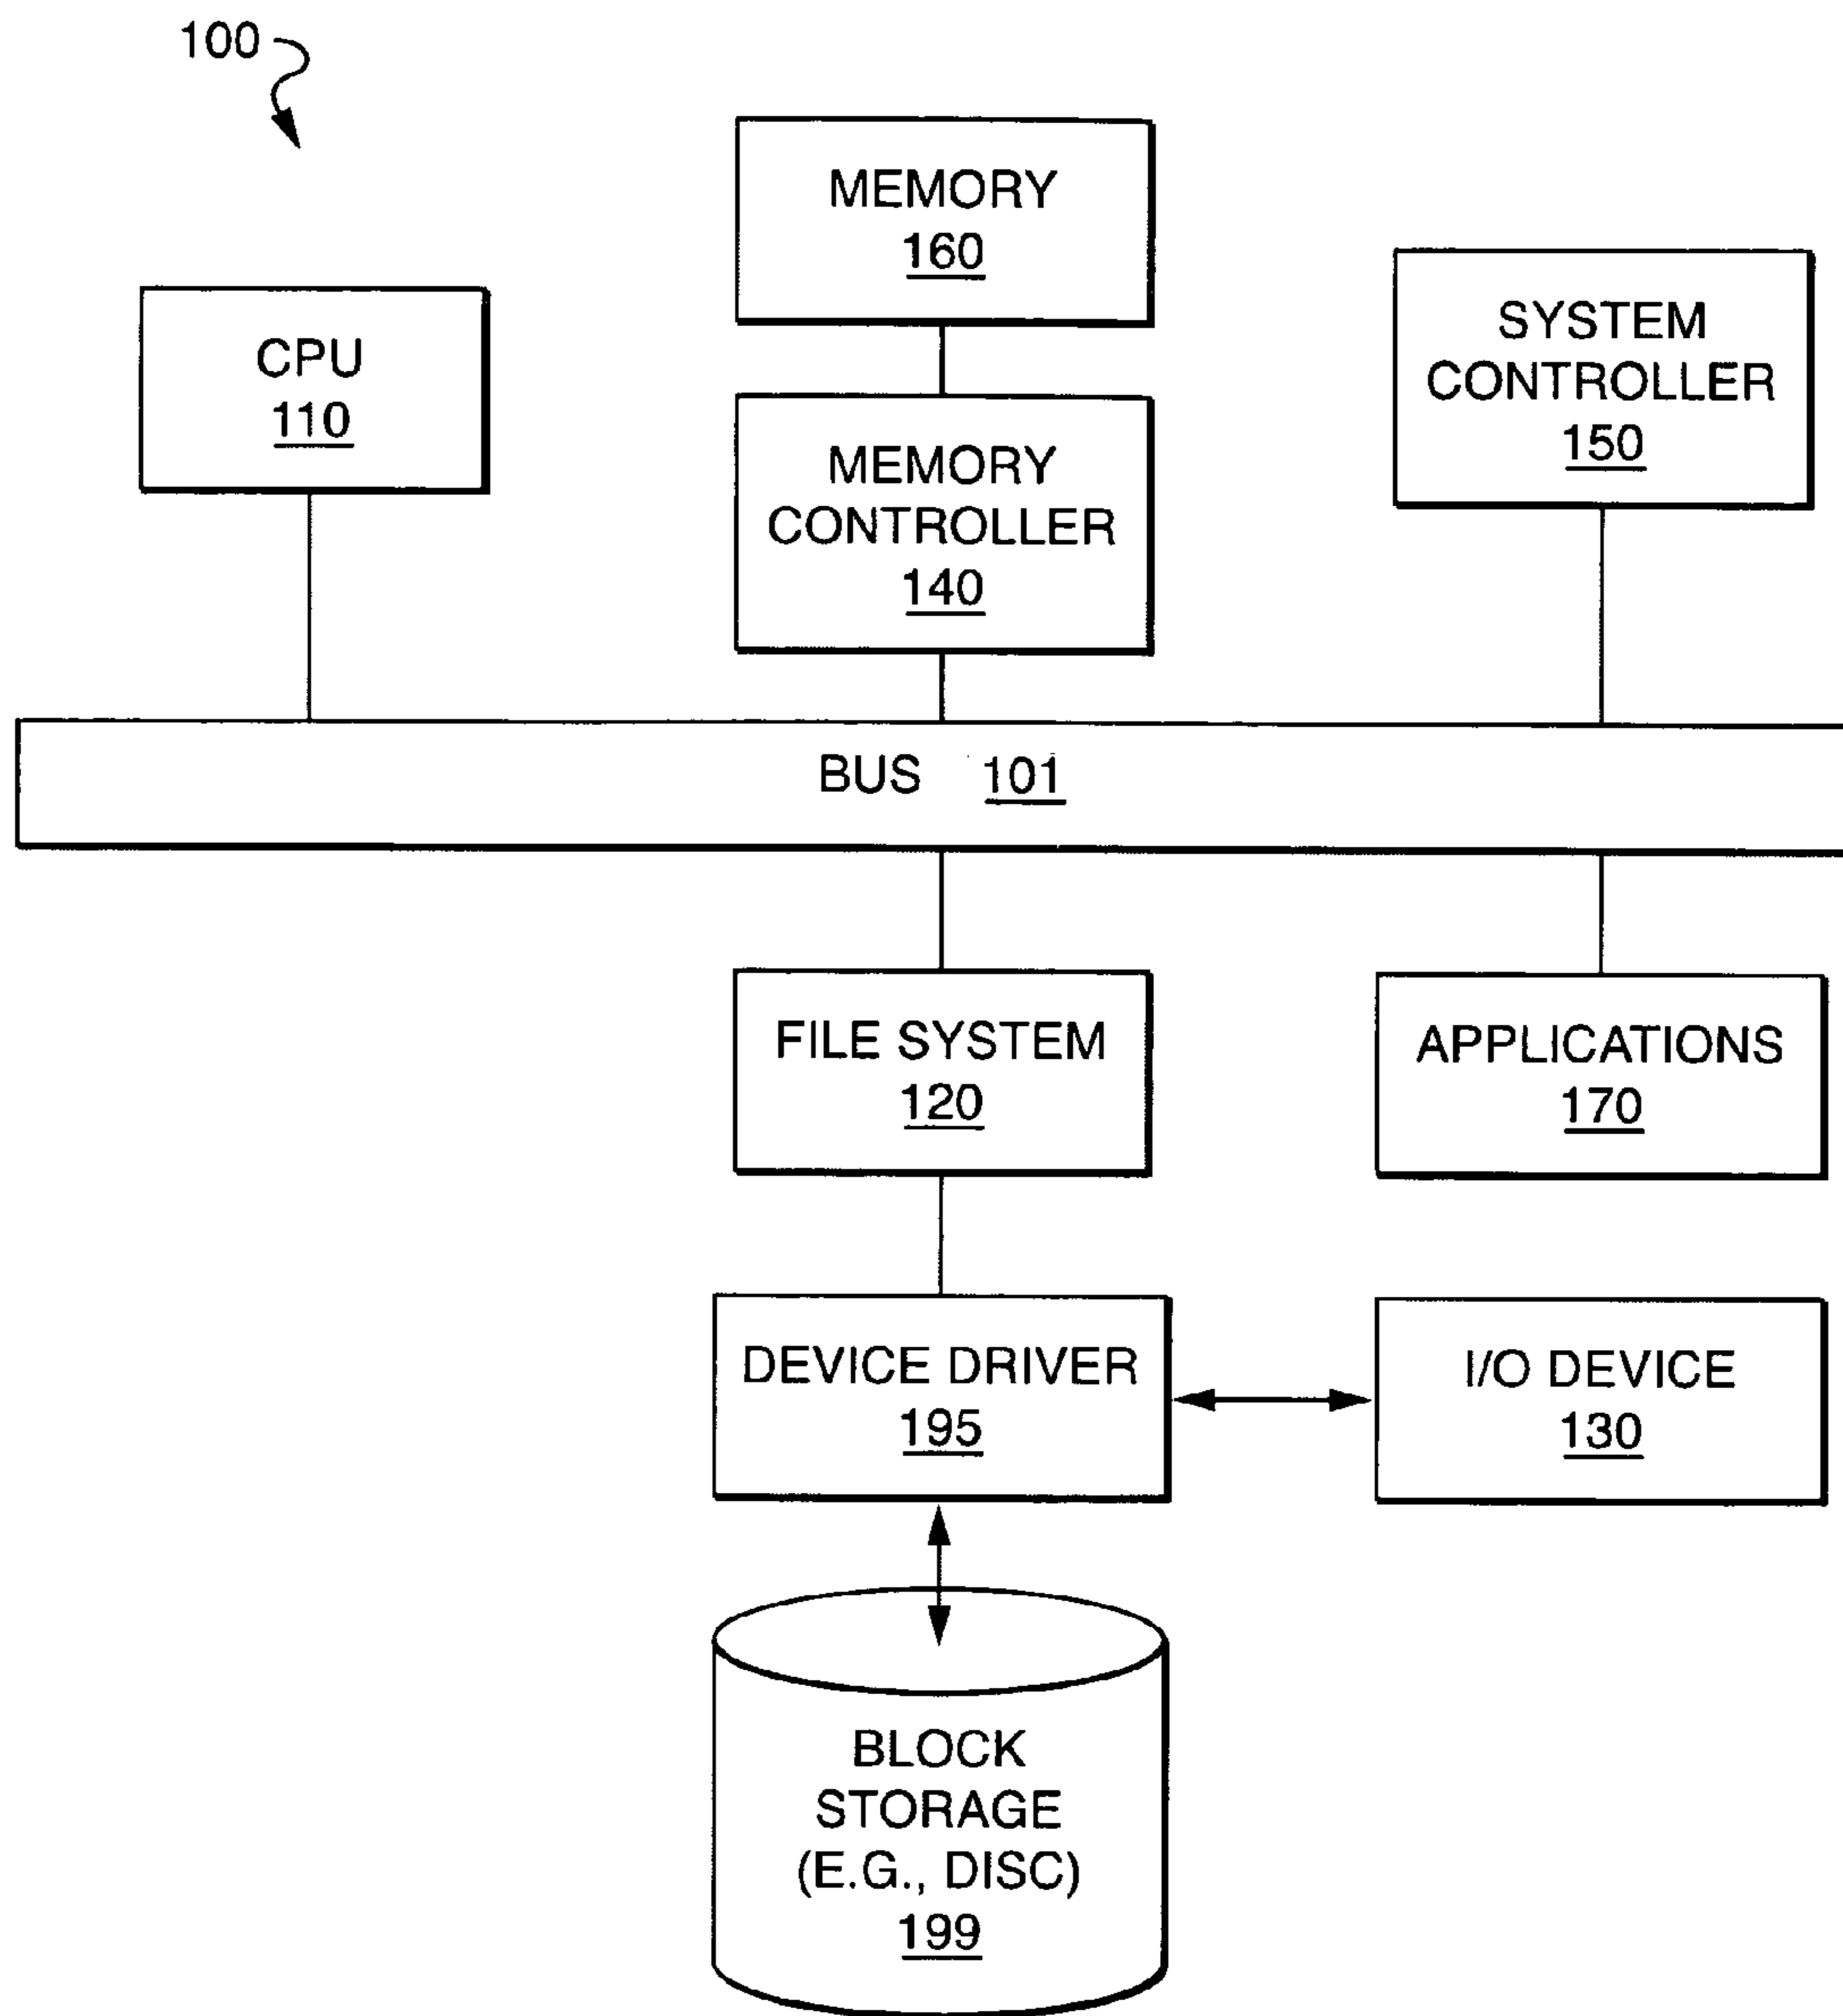 100
MEMORY
160
CPU
110
SYSTEM
CONTROLLER
150
MEMORY
CONTROLLER
140
BUS 101
FILE SYSTEM
120
APPLICATIONS
170
DEVICE DRIVER
195
I/O DEVICE
130
BLOCK
STORAGE
(E.G., DISC)
199